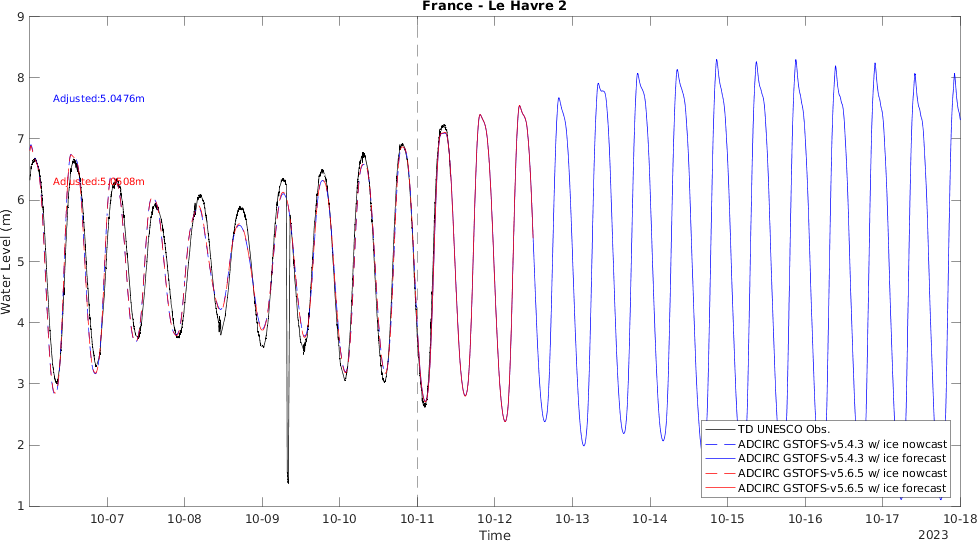 France - Le Havre 2
9
8
7
6
5
4
3
2
1
Water Level (m)
Adjusted:5.0476m
Adjusted:5.0508m
TD UNESCO Obs.
ADCIRC GSTOFS-v5.4.3 w/ ice nowcast
ADCIRC GSTOFS-v5.4.3 w/ ice forecast
ADCIRC GSTOFS-v5.6.5 w/ ice nowcast
ADCIRC GSTOFS-v5.6.5 w/ ice forecast
10-07 10-08 10-09 10-10 10-11 10-12 10-13 10-14 10-15 10-16 10-17 10-18
Time
2023